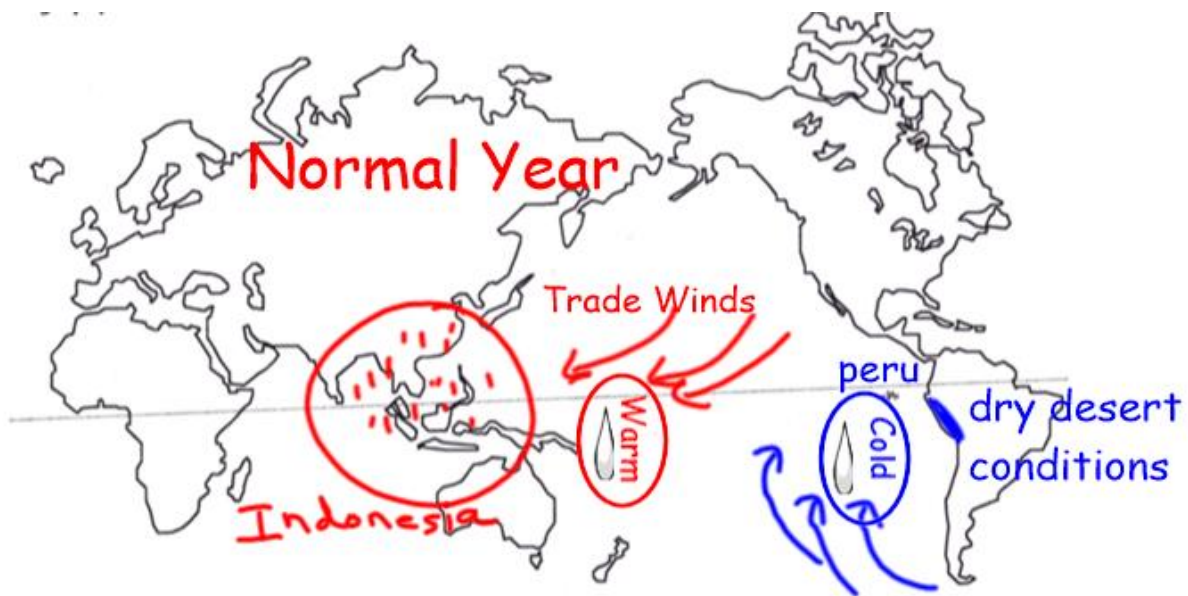 Normal Year
Trade Winds
peru
dry desert
conditions
Warm
Cold
Indonesia